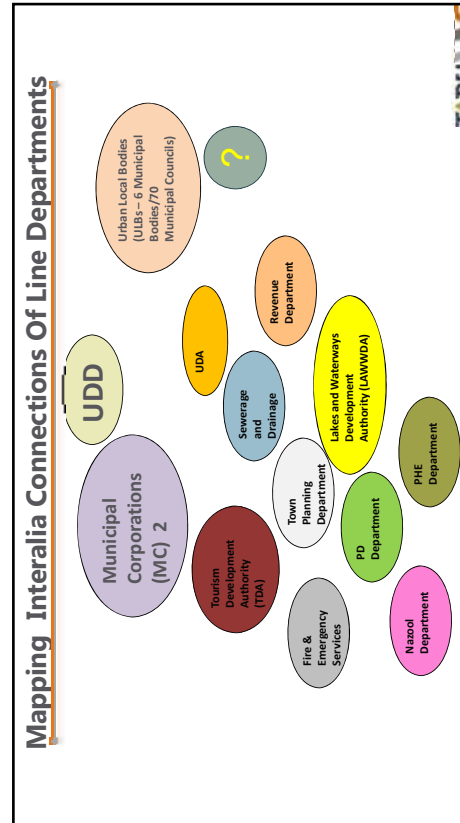 Mapping Interalia Connections Of Line Departments
UDD
Municipal
Corporations
(MC) 2
Urban Local Bodies
(ULBs – 6 Municipal
Bodies/70
Municipal Councils)
?
UDA
Tourism
Development
Authority
(TDA)
Sewerage
and
Drainage
Revenue
Department
Fire &
Emergency
Services
Town
Planning
Department
Lakes and Waterways
Development
Authority (LAWWDA)
PD
Department
Nazool
Department
PHE
Department